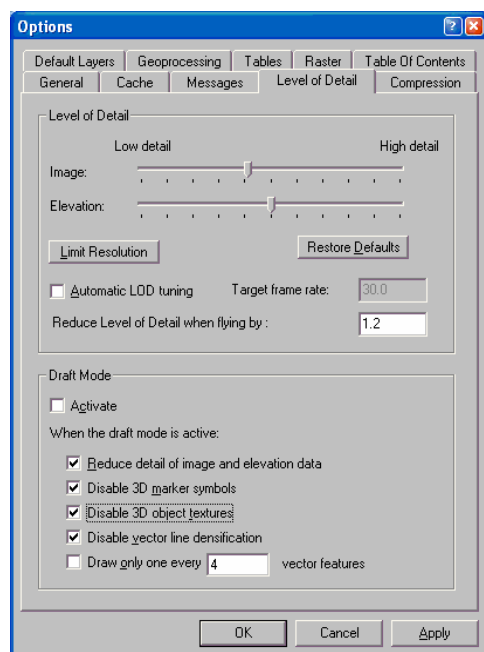 Options
Default Layers Geoprocessing Tables Raster Table Of Contents
General Cache Messages Level of Detail Compression
Level of Detail
Low detail High detail
Image:
Elevation:
Limit Resolution Restore Defaults
Automatic LOD tuning Target frame rate: 30.0
Reduce Level of Detail when flying by : 1.2
Draft Mode
Activate
When the draft mode is active:
Reduce detail of image and elevation data
Disable 3D marker symbols
Disable 3D object textures
Disable vector line densification
Draw only one every 4 vector features
OK Cancel Apply